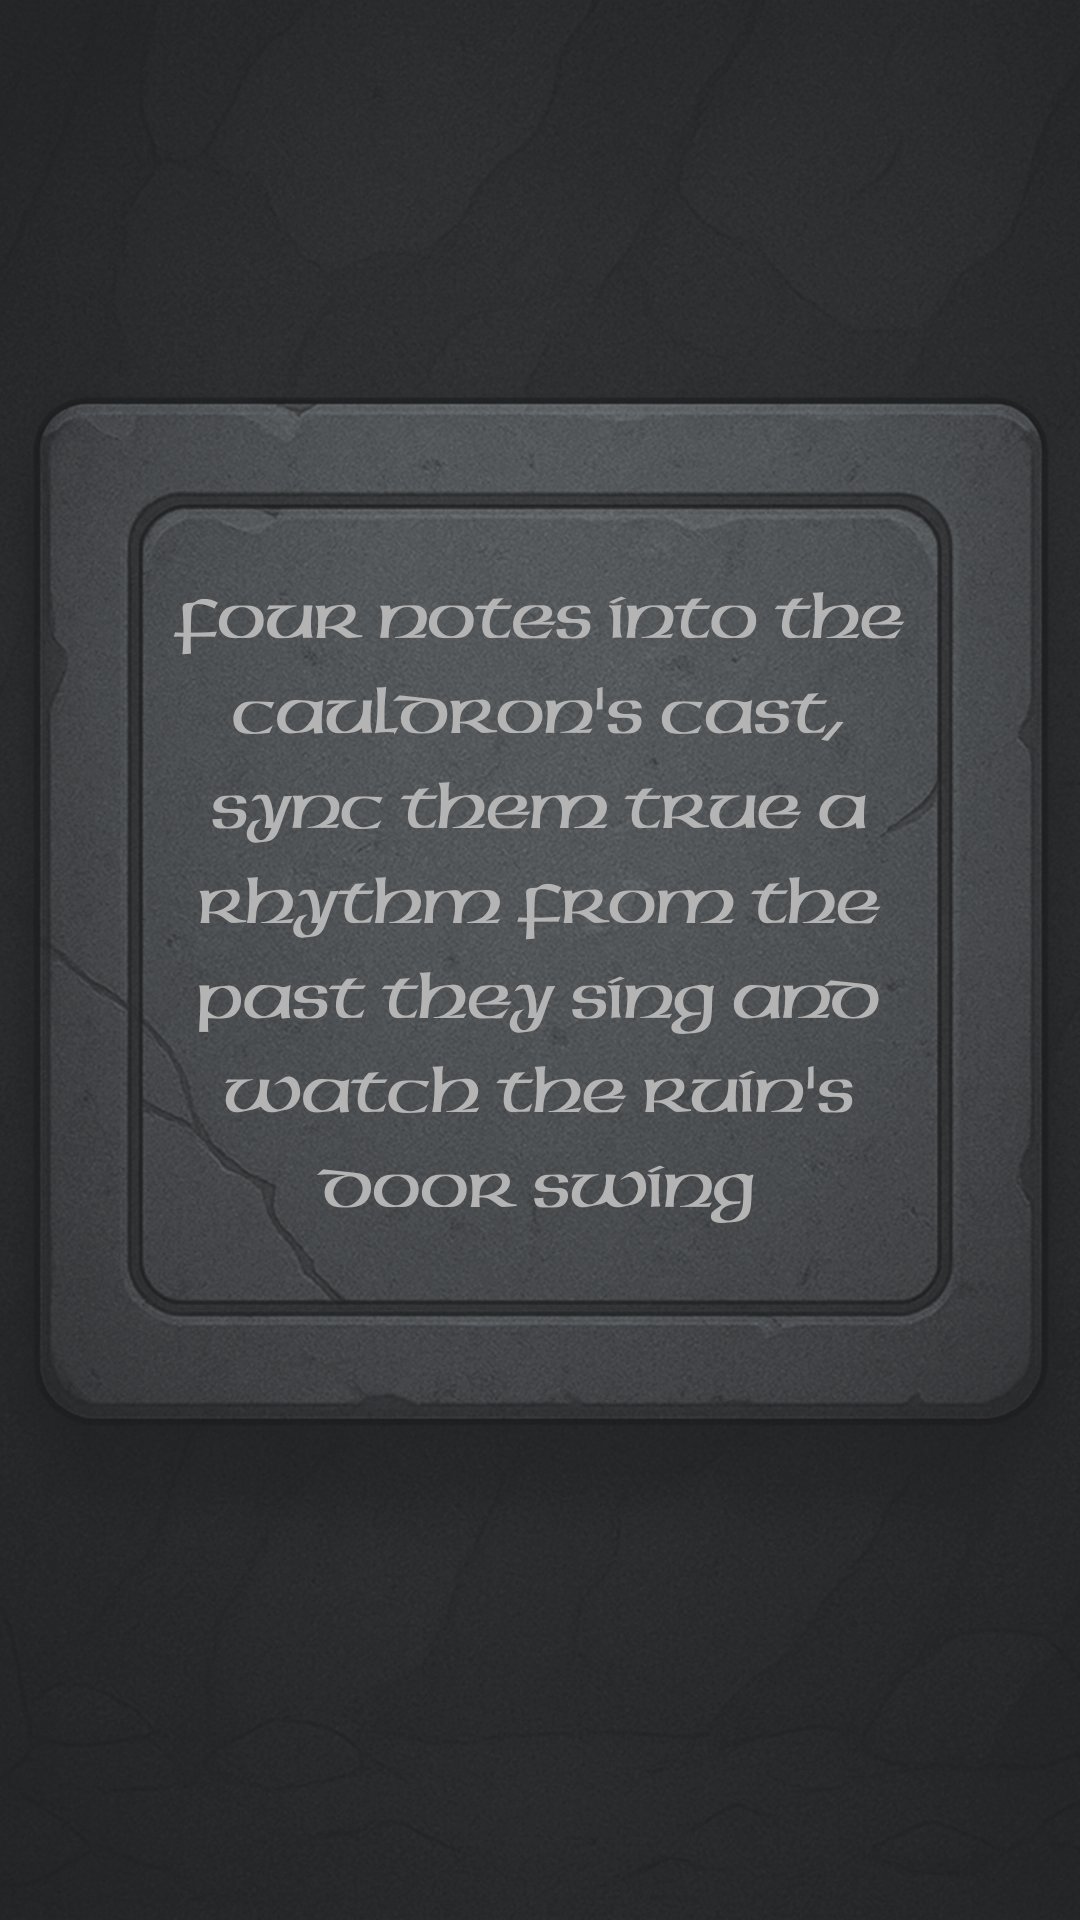 four notes into the
cauldron's cast,
sync them true a
rhythm from the
past they sing and
watch the ruin's
door swing